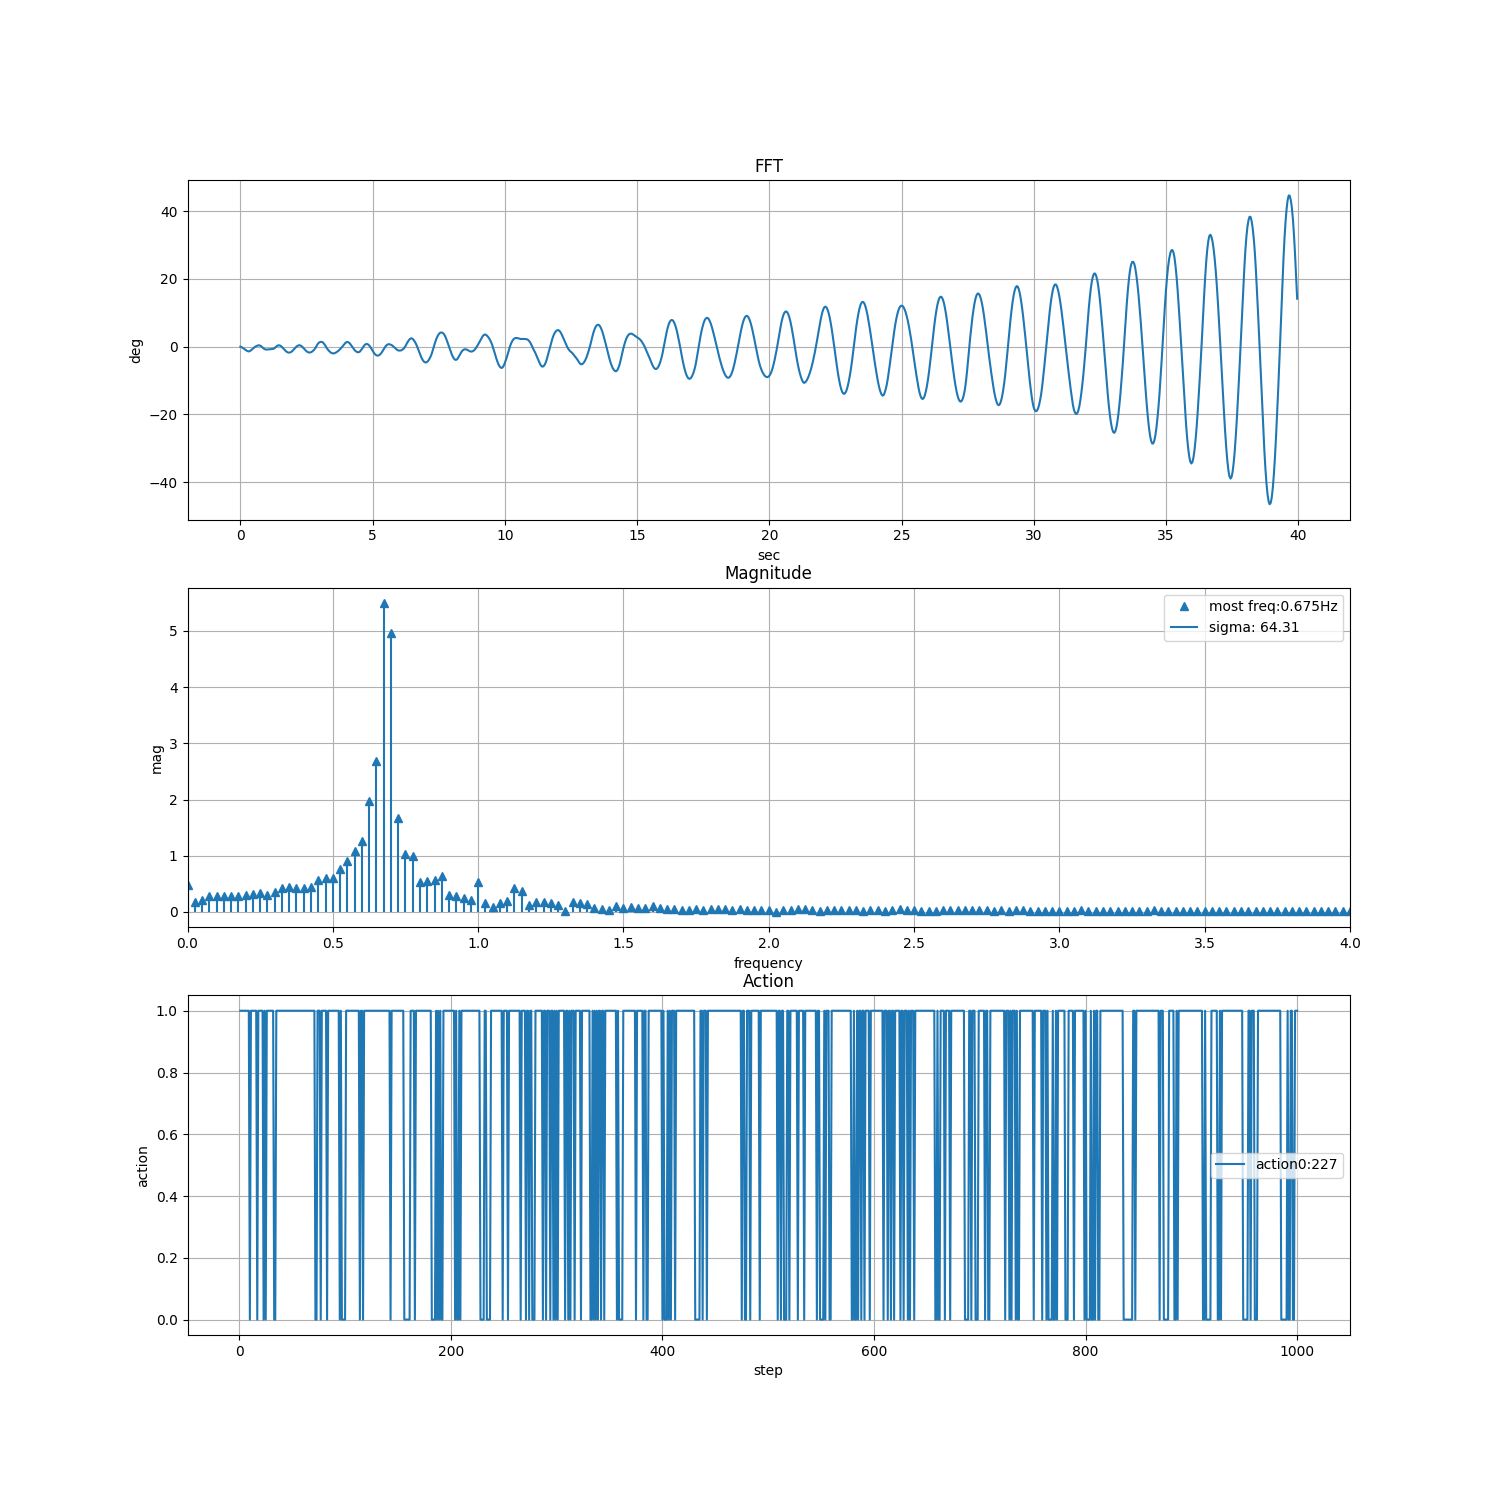 FFT
40
20
0
−20
−40
deg
0 5 10 15 20 25 30 35 40
sec
Magnitude
most freq:0.675Hz
sigma: 64.31
5
4
3
2
1
0
mag
0.0 0.5 1.0 1.5 2.0 2.5 3.0 3.5 4.0
frequency
Action
1.0
0.8
0.6
0.4
0.2
0.0
action
action0:227
0 200 400 600 800 1000
step